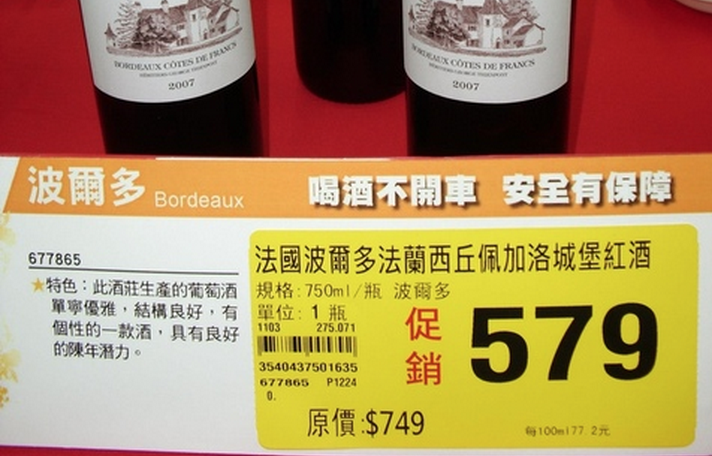 BORDEAUX CÔTES DE FRANCS
2007
BORDEAUX CÔTES DE FRANCS
2007
波爾多 Bordeaux
喝酒不開車 安全有保障
677865
★特色：此酒莊生產的葡萄酒
單寧優雅，結構良好，有
個性的一款酒，具有良好
的陳年潛力。
法國波爾多法蘭西丘佩加洛城堡紅酒
規格: 750ml/瓶 波爾多
單位: 1 瓶
1103 275.071
3540437501635
677865 P1224
0.
促銷
579
原價:$749
每100ml77.2元